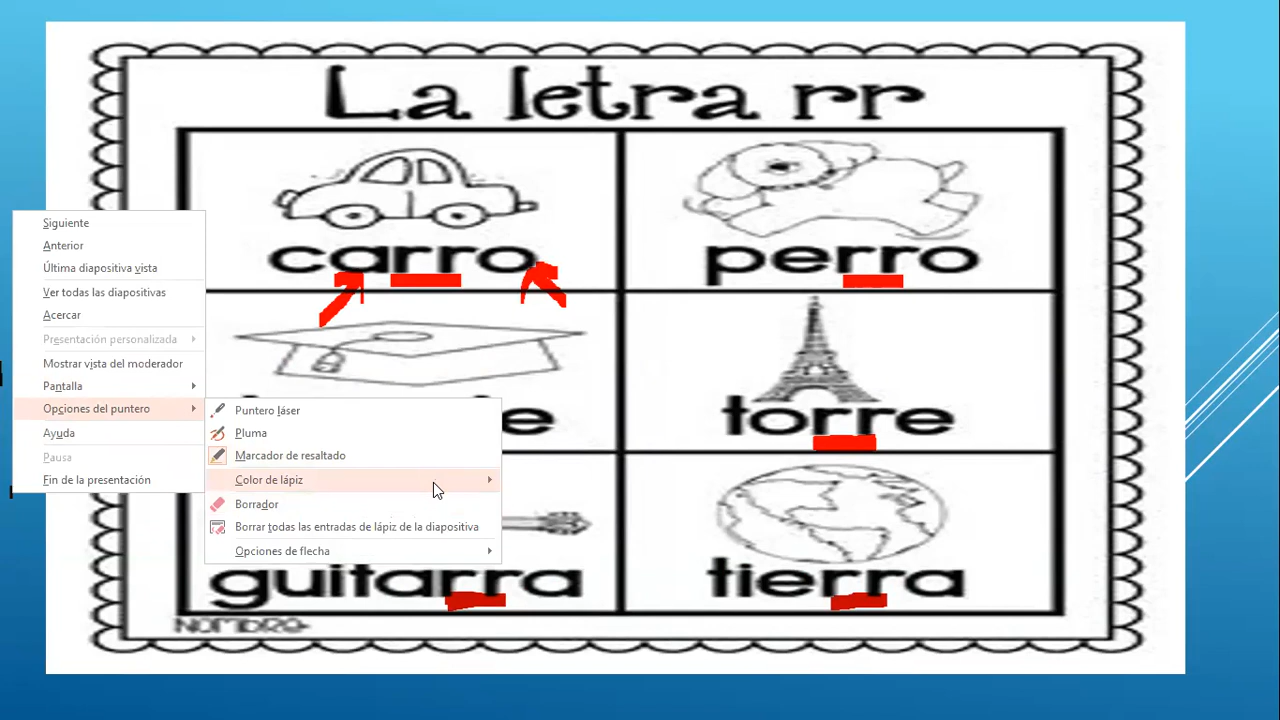 La letra rr
carro
perro
torre
guitarra
tierra
NOMBRE
Siguiente
Anterior
Última diapositiva vista
Ver todas las diapositivas
Acercar
Presentación personalizada
Mostrar vista del moderador
Pantalla
Opciones del puntero
Ayuda
Pausa
Fin de la presentación
Puntero láser
Pluma
Marcador de resaltado
Color de lápiz
Borrador
Borrar todas las entradas de lápiz de la diapositiva
Opciones de flecha